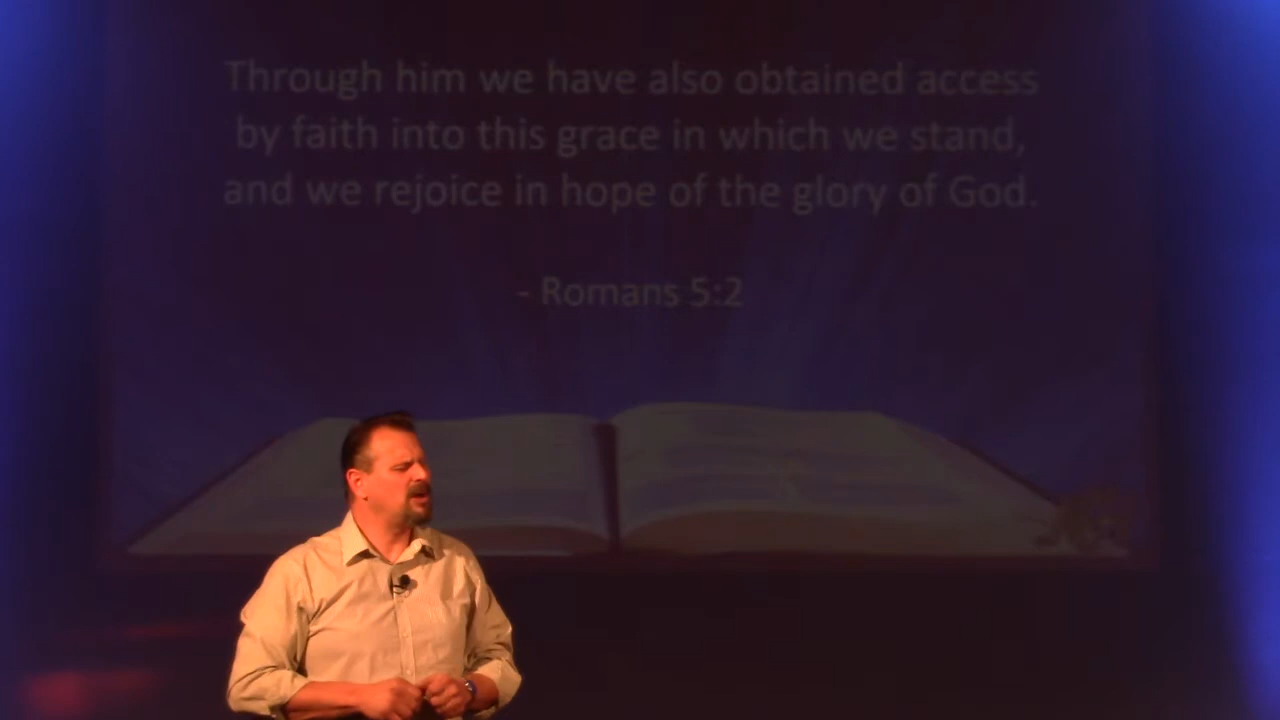 Through him we have also obtained access
by faith into this grace in which we stand,
and we rejoice in hope of the glory of God.
- Romans 5:2